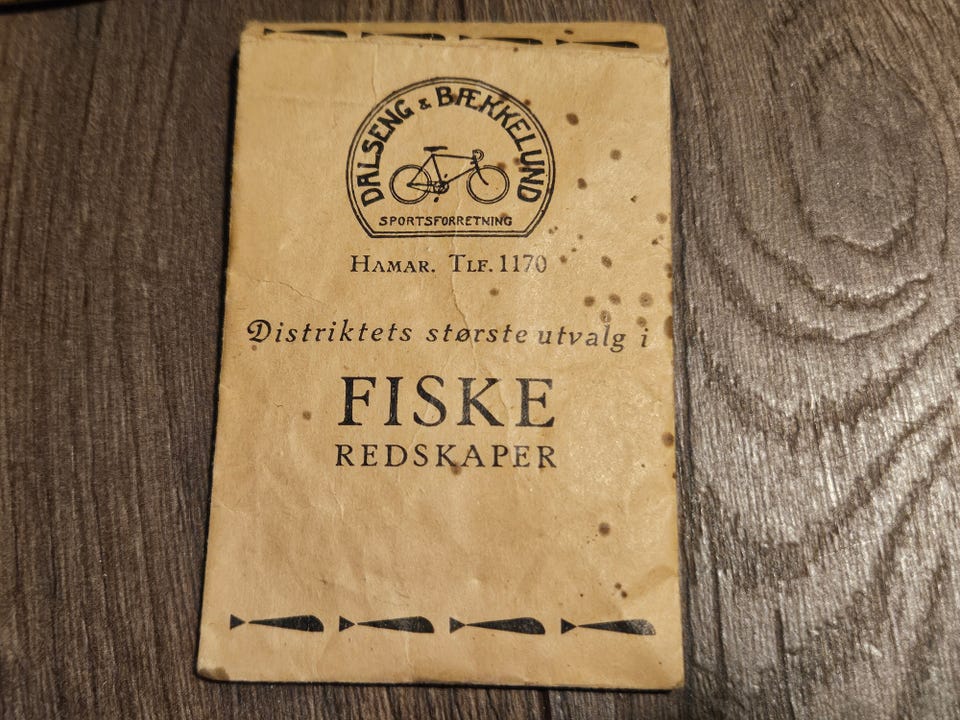 DALSENG & BÆKKELUND
SPORTSFORRETNING
HAMAR. TLF. 1170
Distriktets største utvalg i
FISKE
REDSKAPER